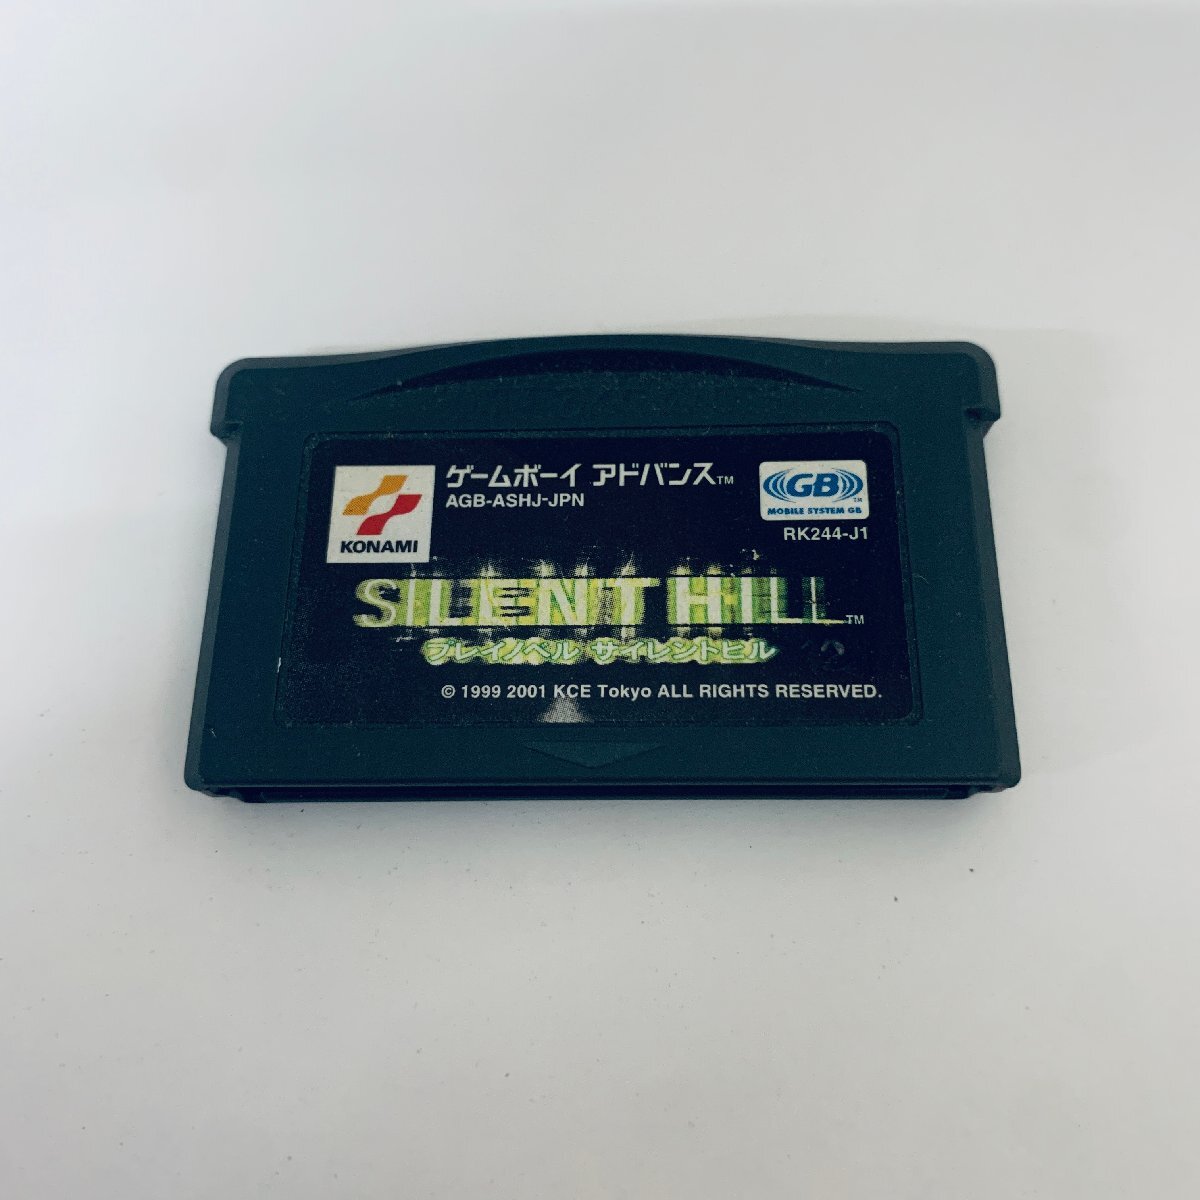 KONAMI
ゲームボーイ アドバンス™
AGB-ASHJ-JPN
GB™
MOBILE SYSTEM GB
RK244-J1
SILENT HILL™
プレイノベル サイレントヒル
© 1999 2001 KCE Tokyo ALL RIGHTS RESERVED.